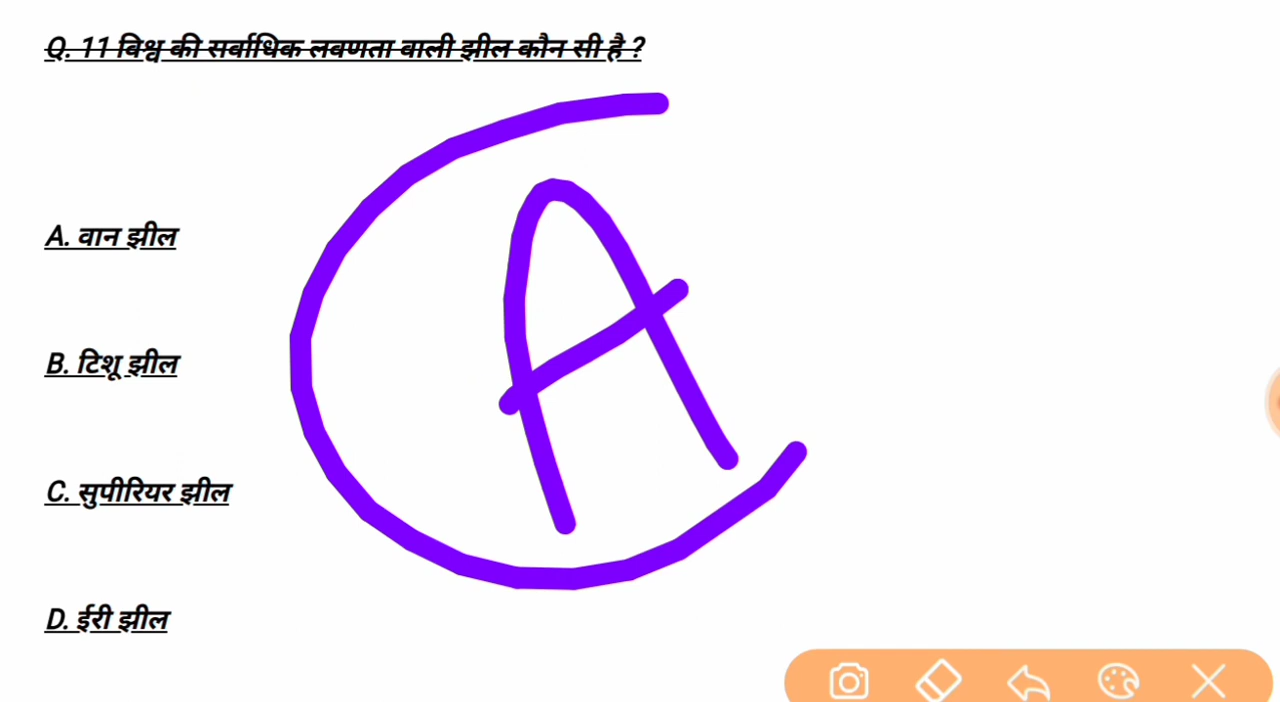 Q. 11 विश्व की सर्वाधिक लवणता वाली झील कौन सी है ?
A. वान झील
A
B. टिशू झील
C. सुपीरियर झील
D. ईरी झील